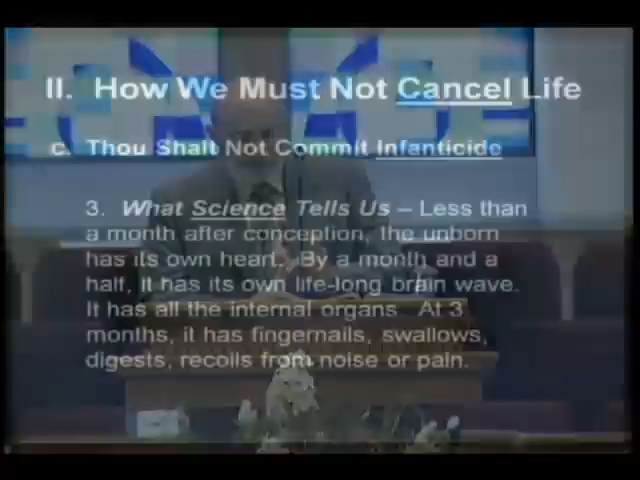 II. How We Must Not Cancel Life
c. Thou Shalt Not Commit Infanticide
3. What Science Tells Us – Less than
a month after conception, the unborn
has its own heart. By a month and a
half, it has its own life-long brain wave.
It has all the internal organs. At 3
months, it has fingernails, swallows,
digests, recoils from noise or pain.